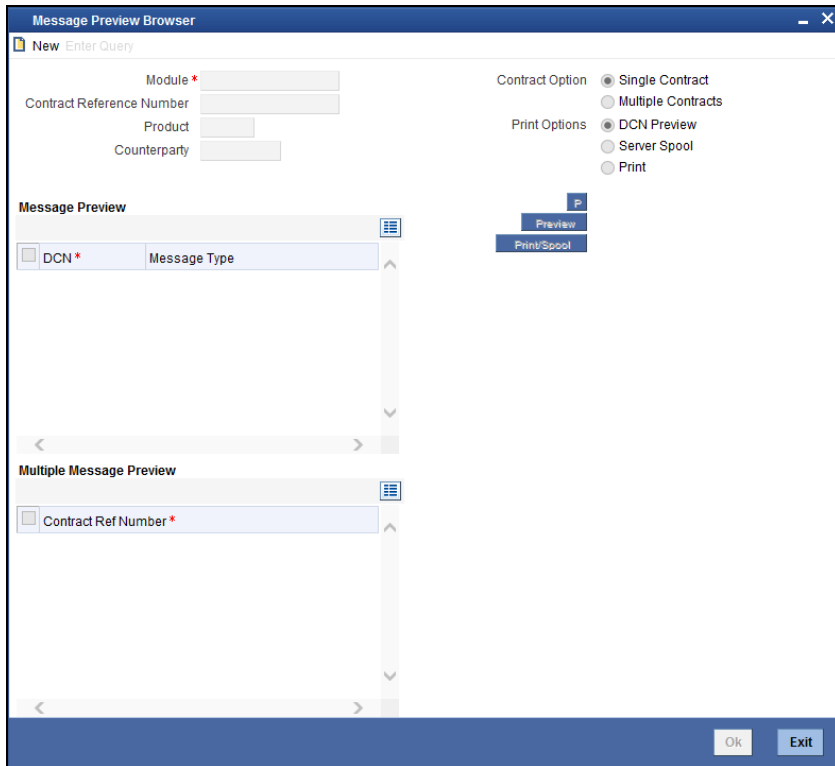 Message Preview Browser
New Enter Query
Module *
Contract Reference Number
Product
Counterparty
Contract Option
Single Contract
Multiple Contracts
Print Options
DCN Preview
Server Spool
Print
P
Preview
Print/Spool
Message Preview
DCN * Message Type
Multiple Message Preview
Contract Ref Number *
Ok Exit